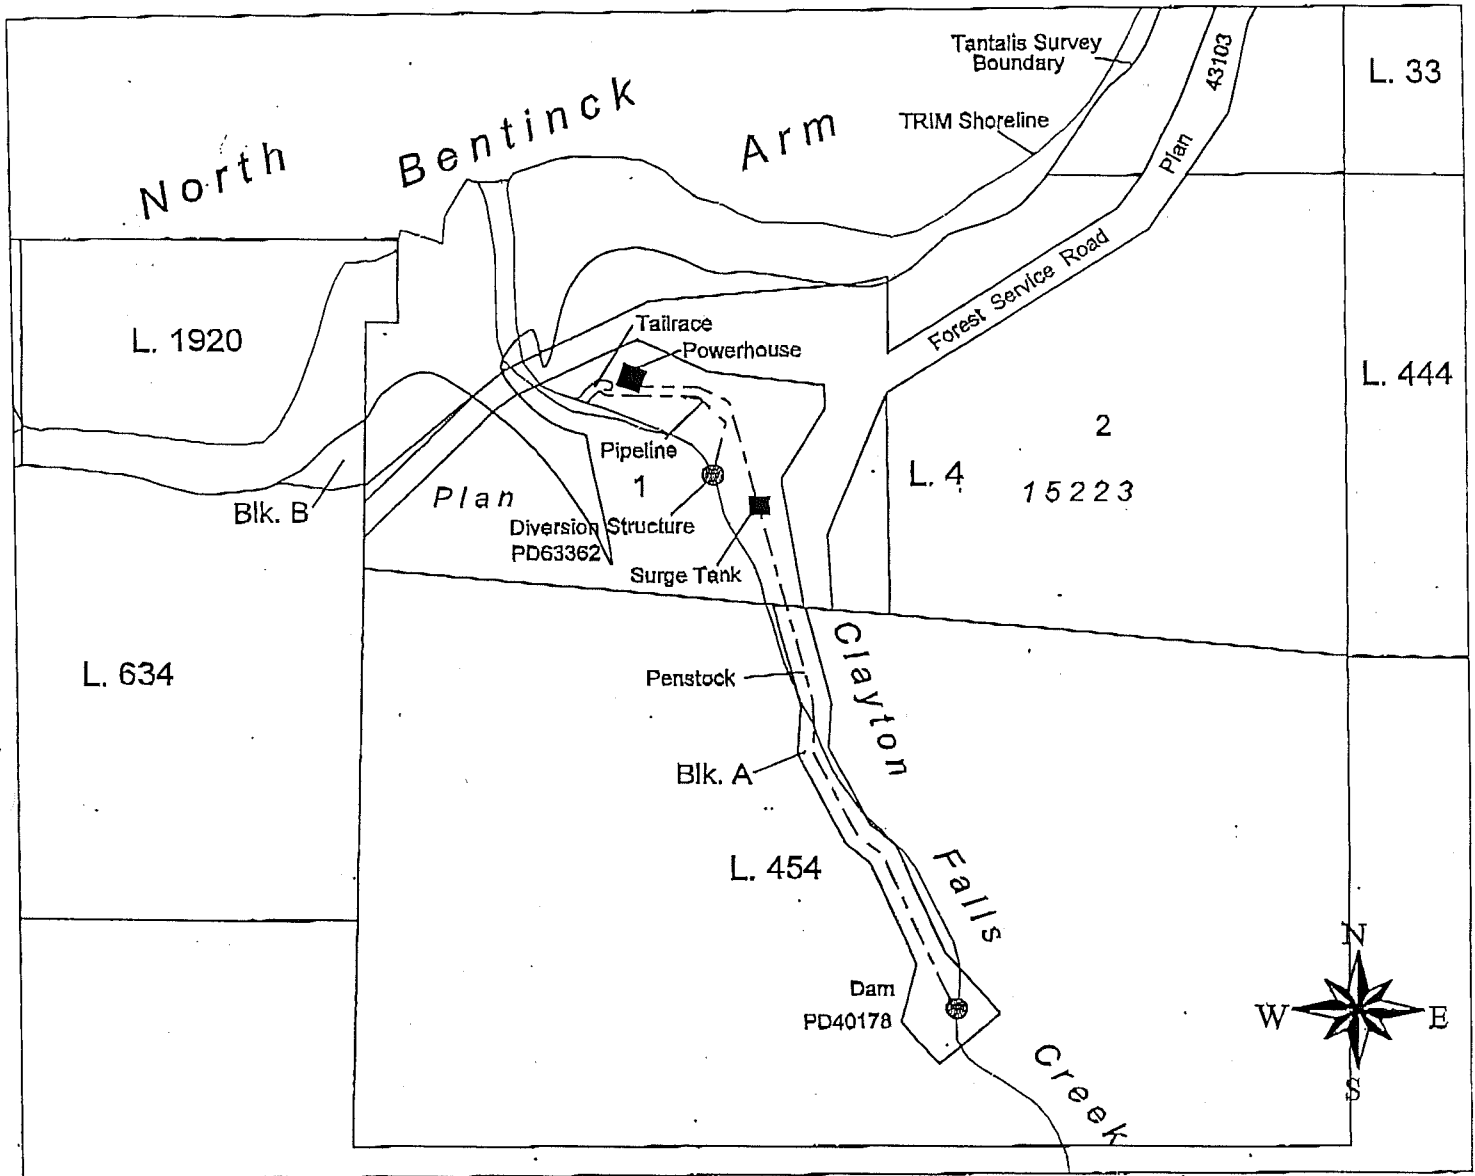 Tantalis Survey
Boundary
43103
L. 33
North Bentinck Arm
TRIM Shoreline
Plan
Forest Service Road
L. 1920
Tailrace
Powerhouse
L. 444
2
Pipeline
1
L. 4
15223
Blk. B
Plan
Diversion Structure
PD63362
Surge Tank
L. 634
Penstock
Clayton Falls Creek
Blk. A
L. 454
Dam
PD40178
N
W
E
S